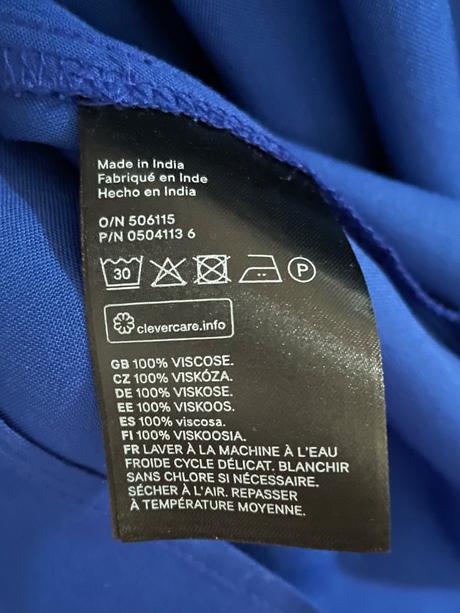 Made in India
Fabriqué en Inde
Hecho en India
O/N 506115
P/N 0504113 6
30 P
clevercare.info
GB 100% VISCOSE.
CZ 100% VISKÓZA.
DE 100% VISKOSE.
EE 100% VISKOOS.
ES 100% viscosa.
FI 100% VISKOOSIA.
FR LAVER À LA MACHINE À L'EAU
FROIDE CYCLE DÉLICAT. BLANCHIR
SANS CHLORE SI NÉCESSAIRE.
SÉCHER À L'AIR. REPASSER
À TEMPÉRATURE MOYENNE.